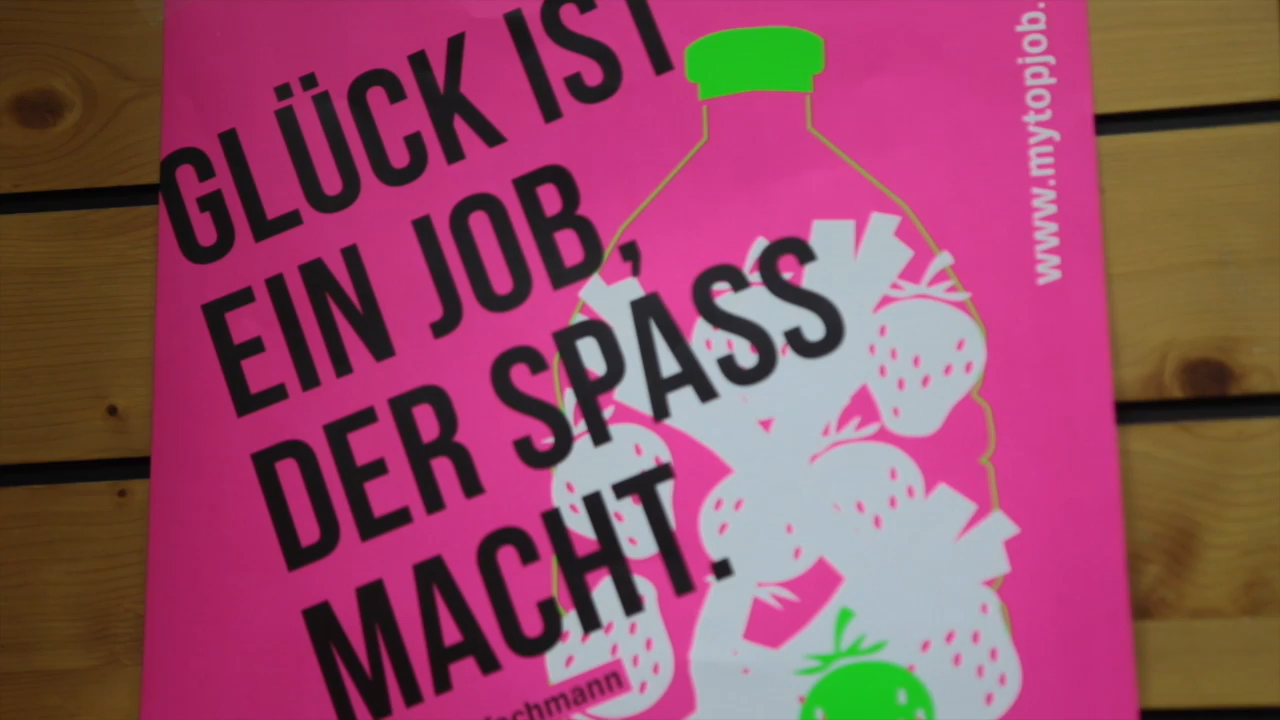 GLÜCK IST
EIN JOB,
DER SPASS
MACHT.
www.mytopjob.